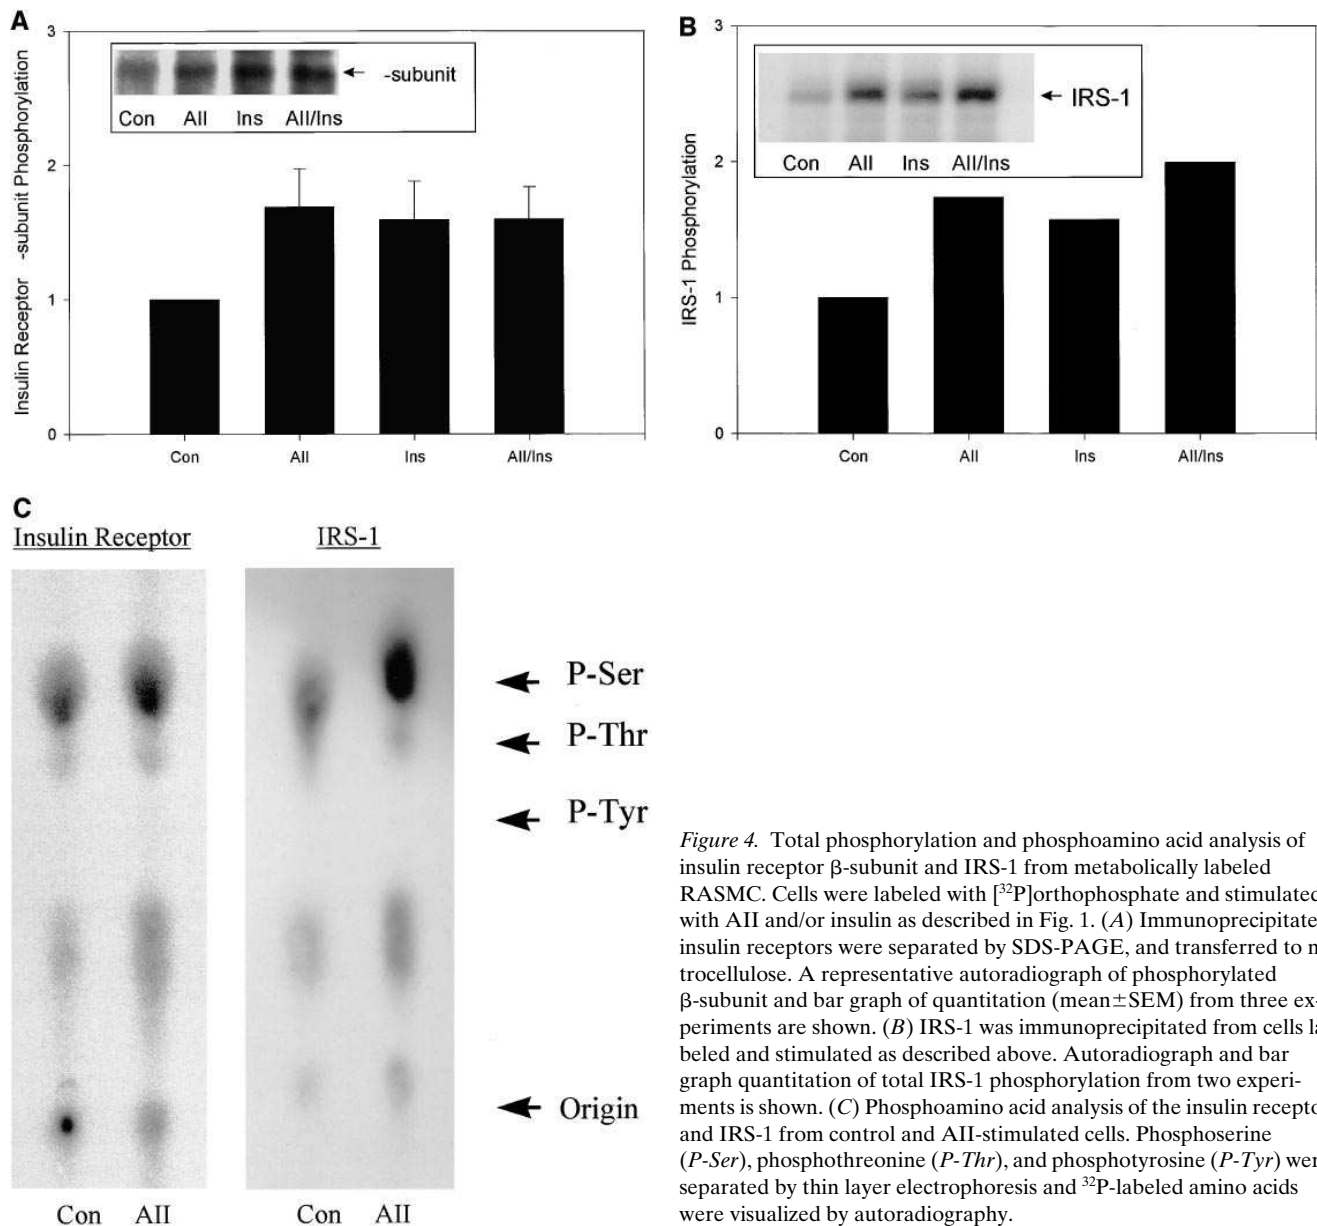 A
Insulin Receptor -subunit Phosphorylation
3
2
1
0
-subunit
Con AII Ins AII/Ins
Con AII Ins AII/Ins
B
IRS-1 Phosphorylation
3
2
1
0
IRS-1
Con AII Ins AII/Ins
Con AII Ins AII/Ins
C
Insulin Receptor IRS-1
P-Ser
P-Thr
P-Tyr
Origin
Con AII Con AII
Figure 4. Total phosphorylation and phosphoamino acid analysis of
insulin receptor β-subunit and IRS-1 from metabolically labeled
RASMC. Cells were labeled with [³²P]orthophosphate and stimulated
with AII and/or insulin as described in Fig. 1. (A) Immunoprecipitate
insulin receptors were separated by SDS-PAGE, and transferred to n
trocellulose. A representative autoradiograph of phosphorylated
β-subunit and bar graph of quantitation (mean±SEM) from three ex-
periments are shown. (B) IRS-1 was immunoprecipitated from cells la
beled and stimulated as described above. Autoradiograph and bar
graph quantitation of total IRS-1 phosphorylation from two experi-
ments is shown. (C) Phosphoamino acid analysis of the insulin recepto
and IRS-1 from control and AII-stimulated cells. Phosphoserine
(P-Ser), phosphothreonine (P-Thr), and phosphotyrosine (P-Tyr) wer
separated by thin layer electrophoresis and ³²P-labeled amino acids
were visualized by autoradiography.